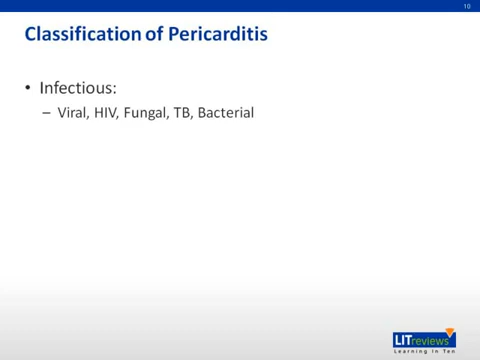 10
Classification of Pericarditis
• Infectious:
– Viral, HIV, Fungal, TB, Bacterial
LITreviews
Learning In Ten